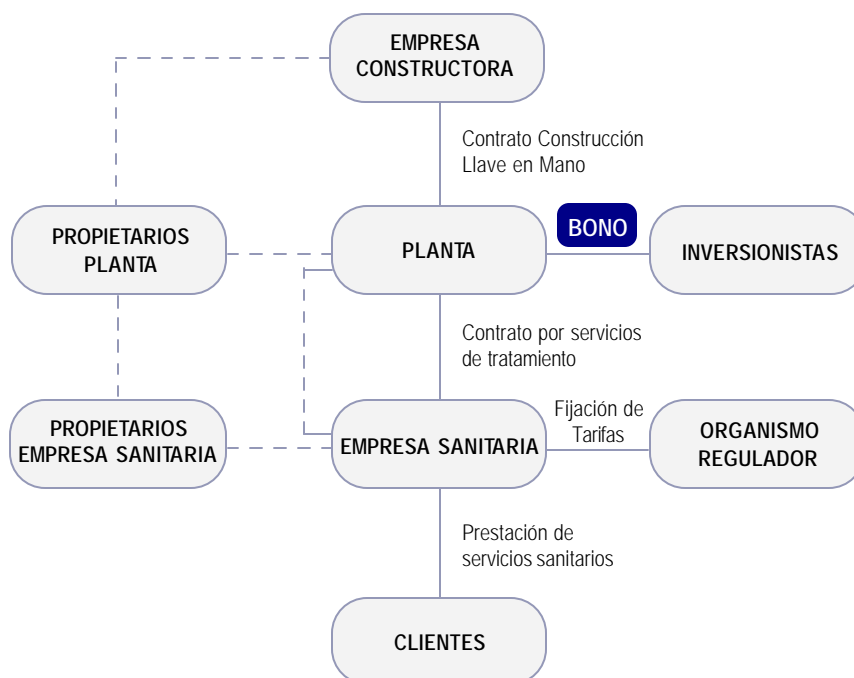 EMPRESA
CONSTRUCTORA
Contrato Construcción
Llave en Mano
PROPIETARIOS
PLANTA
PLANTA
BONO
INVERSIONISTAS
Contrato por servicios
de tratamiento
PROPIETARIOS
EMPRESA SANITARIA
EMPRESA SANITARIA
Fijación de
Tarifas
ORGANISMO
REGULADOR
Prestación de
servicios sanitarios
CLIENTES